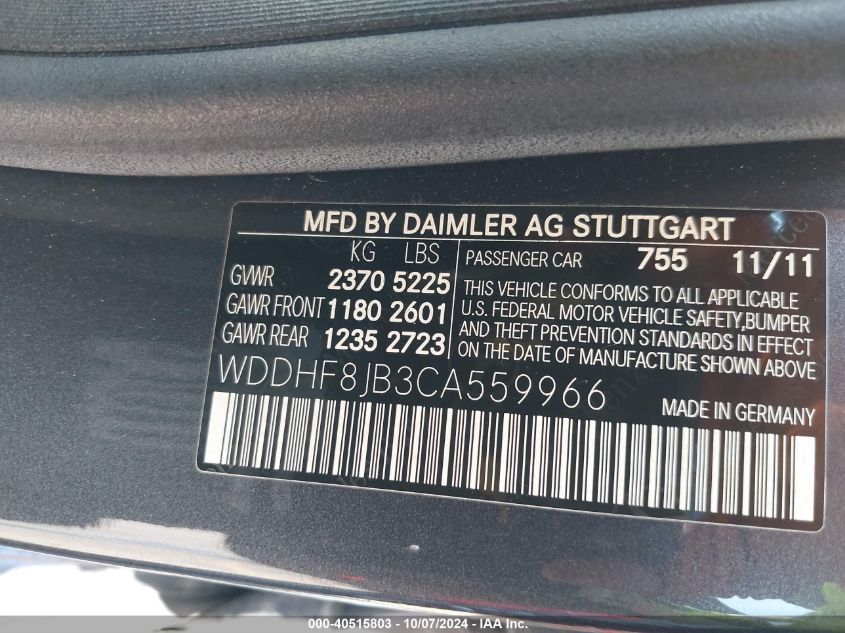 MFD BY DAIMLER AG STUTTGART
KG LBS
GVWR 2370 5225
GAWR FRONT 1180 2601
GAWR REAR 1235 2723
PASSENGER CAR 755 11/11
THIS VEHICLE CONFORMS TO ALL APPLICABLE
U.S. FEDERAL MOTOR VEHICLE SAFETY,BUMPER
AND THEFT PREVENTION STANDARDS IN EFFECT
ON THE DATE OF MANUFACTURE SHOWN ABOVE
WDDHF8JB3CA559966
MADE IN GERMANY
000-40515803 - 10/07/2024 - IAA Inc.